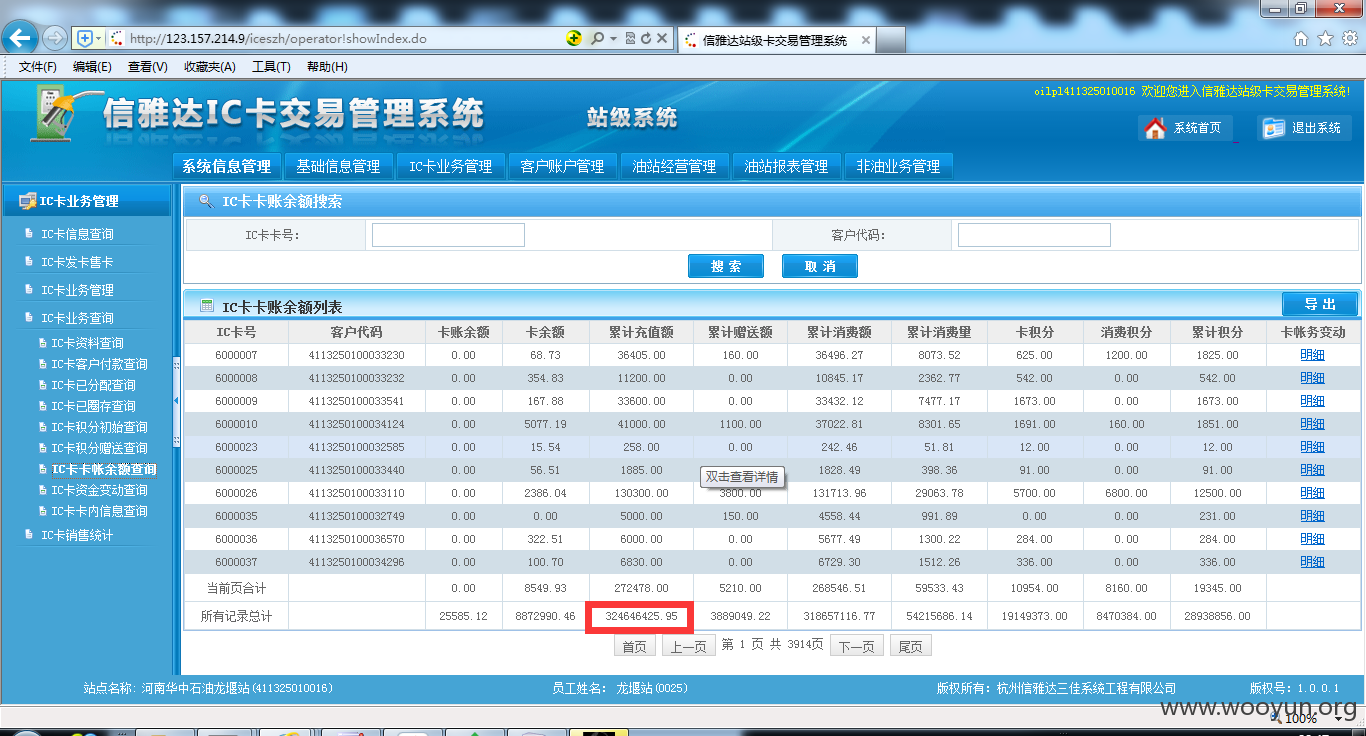 http://123.157.214.9/iceszh/operator!showIndex.do
信雅达站级卡交易管理系统
文件(F) 编辑(E) 查看(V) 收藏夹(A) 工具(T) 帮助(H)
信雅达IC卡交易管理系统
站级系统
oilpl411325010016 欢迎您进入信雅达站级卡交易管理系统!
系统首页 退出系统
系统信息管理 基础信息管理 IC卡业务管理 客户账户管理 油站经营管理 油站报表管理 非油业务管理
IC卡业务管理
IC卡信息查询
IC卡发卡售卡
IC卡业务管理
IC卡业务查询
IC卡资料查询
IC卡客户付款查询
IC卡已分配查询
IC卡已圈存查询
IC卡积分初始查询
IC卡积分赠送查询
IC卡卡帐余额查询
IC卡资金变动查询
IC卡卡内信息查询
IC卡销售统计
IC卡卡账余额搜索
IC卡卡号: 客户代码:
搜 索 取 消
IC卡卡账余额列表 导 出
IC卡号 客户代码 卡账余额 卡余额 累计充值额 累计赠送额 累计消费额 累计消费量 卡积分 消费积分 累计积分 卡帐务变动
6000007 4113250100033230 0.00 68.73 36405.00 160.00 36496.27 8073.52 625.00 1200.00 1825.00 明细
6000008 4113250100033232 0.00 354.83 11200.00 0.00 10845.17 2362.77 542.00 0.00 542.00 明细
6000009 4113250100033541 0.00 167.88 33600.00 0.00 33432.12 7477.17 1673.00 0.00 1673.00 明细
6000010 4113250100034124 0.00 5077.19 41000.00 1100.00 37022.81 8301.65 1691.00 160.00 1851.00 明细
6000023 4113250100032585 0.00 15.54 258.00 0.00 242.46 51.81 12.00 0.00 12.00 明细
6000025 4113250100033440 0.00 56.51 1885.00 1828.49 398.36 91.00 0.00 91.00 明细
双击查看详情
6000026 4113250100033110 0.00 2386.04 130300.00 3800.00 131713.96 29063.78 5700.00 6800.00 12500.00 明细
6000035 4113250100032749 0.00 0.00 5000.00 150.00 4558.44 991.89 0.00 0.00 231.00 明细
6000036 4113250100036570 0.00 322.51 6000.00 0.00 5677.49 1300.22 284.00 0.00 284.00 明细
6000037 4113250100034296 0.00 100.70 6830.00 0.00 6729.30 1512.26 336.00 0.00 336.00 明细
当前页合计 0.00 8549.93 272478.00 5210.00 268546.51 59533.43 10954.00 8160.00 19345.00
所有记录总计 25585.12 8872990.46 324646425.95 3889049.22 318657116.77 54215686.14 19149373.00 8470384.00 28938856.00
首页 上一页 第 1 页 共 3914页 下一页 尾页
站点名称: 河南华中石油龙堰站(411325010016) 员工姓名: 龙堰站(0025) 版权所有: 杭州信雅达三佳系统工程有限公司 版权号: 1.0.0.1
www.wooyun.org
100%